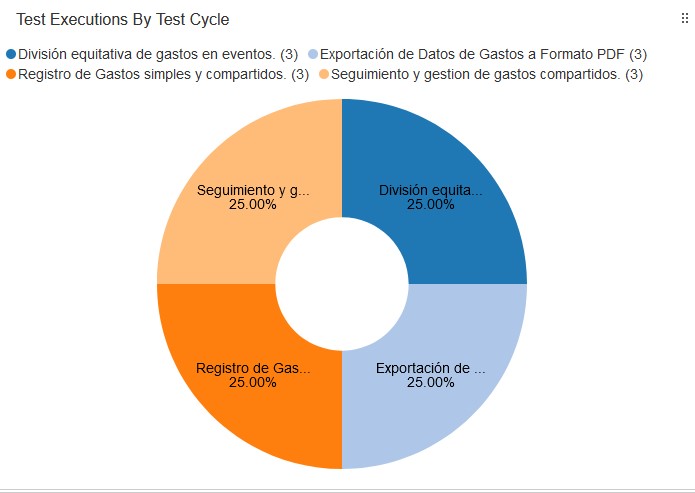 Test Executions By Test Cycle
División equitativa de gastos en eventos. (3) Exportación de Datos de Gastos a Formato PDF (3)
Registro de Gastos simples y compartidos. (3) Seguimiento y gestion de gastos compartidos. (3)
Seguimiento y g...
25.00%
División equita...
25.00%
Registro de Gas...
25.00%
Exportación de ...
25.00%